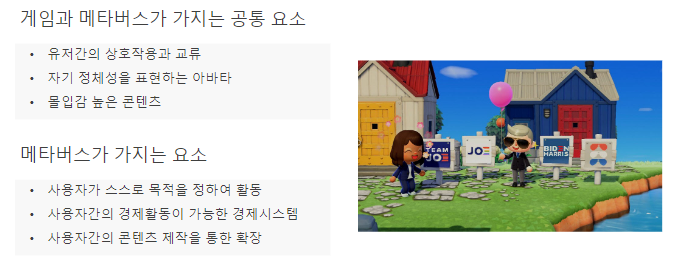 게임과 메타버스가 가지는 공통 요소
• 유저간의 상호작용과 교류
• 자기 정체성을 표현하는 아바타
• 몰입감 높은 콘텐츠
메타버스가 가지는 요소
• 사용자가 스스로 목적을 정하여 활동
• 사용자간의 경제활동이 가능한 경제시스템
• 사용자간의 콘텐츠 제작을 통한 확장
TEAM
JOE
JOE
BIDEN
HARRIS